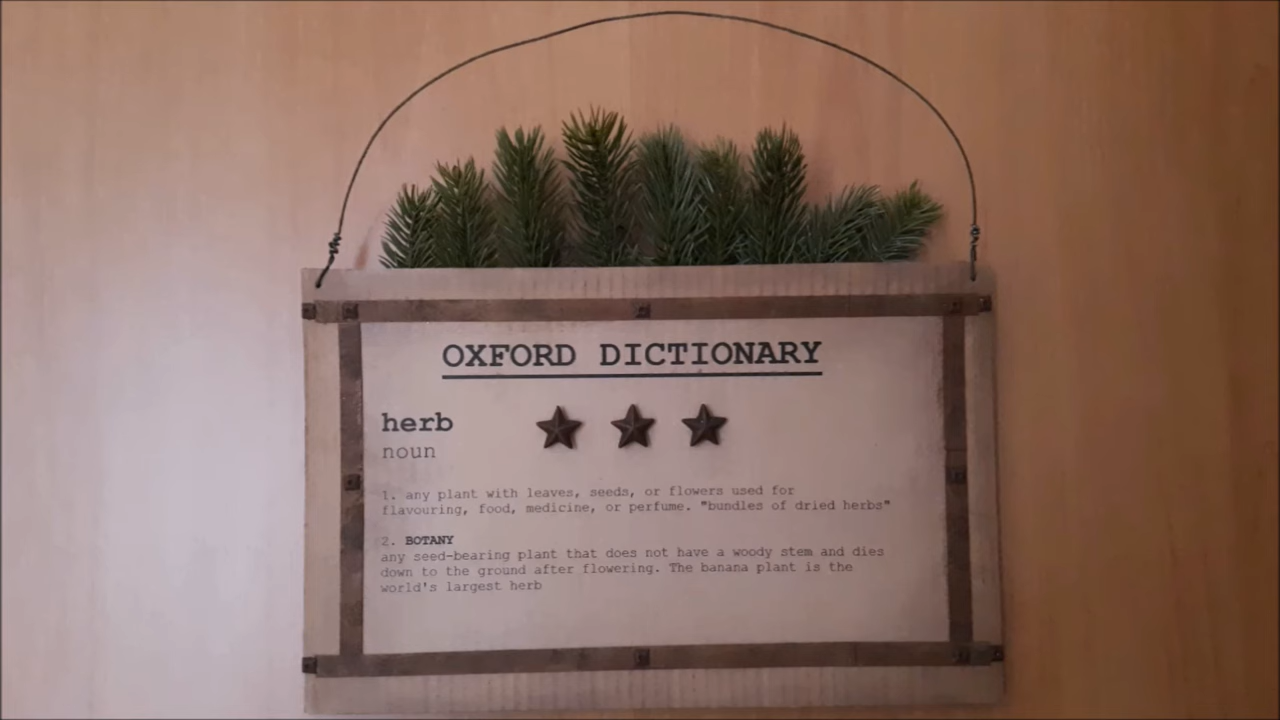 OXFORD DICTIONARY
herb
noun
1. any plant with leaves, seeds, or flowers used for
flavouring, food, medicine, or perfume. "bundles of dried herbs"
2. BOTANY
any seed-bearing plant that does not have a woody stem and dies
down to the ground after flowering. The banana plant is the
world's largest herb